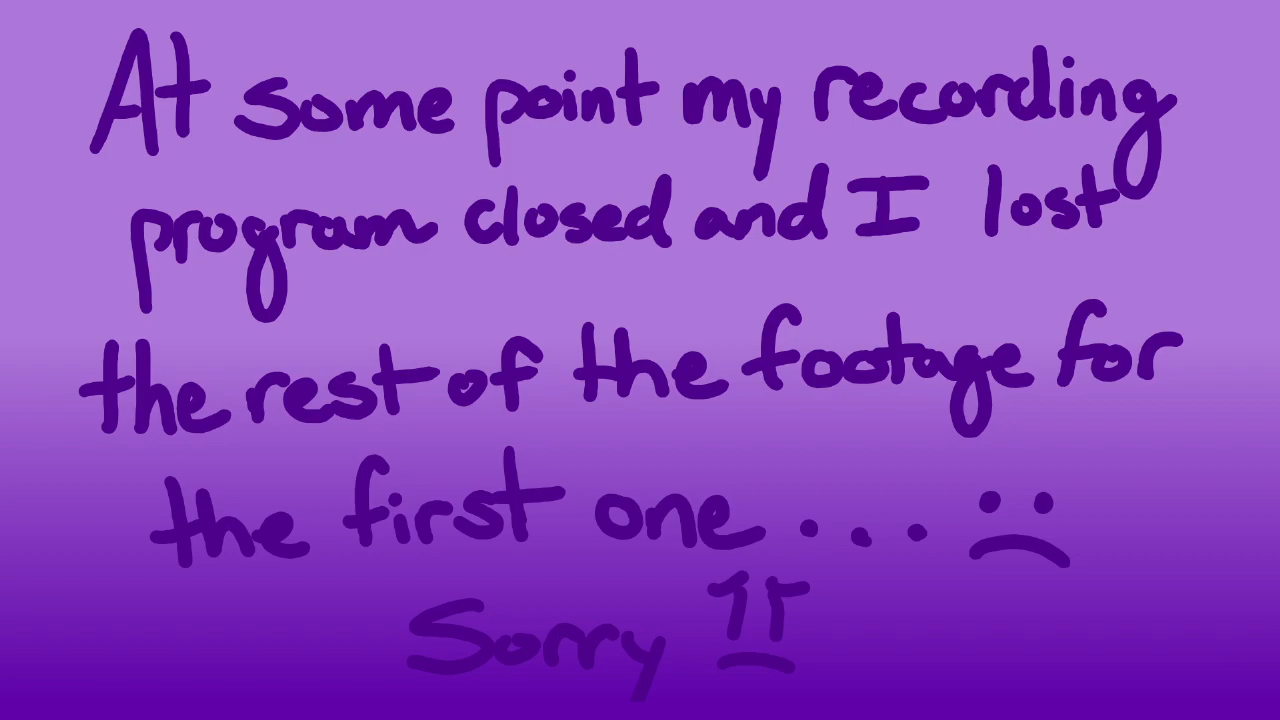 At some point my recording
program closed and I lost
the rest of the footage for
the first one... :(
Sorry